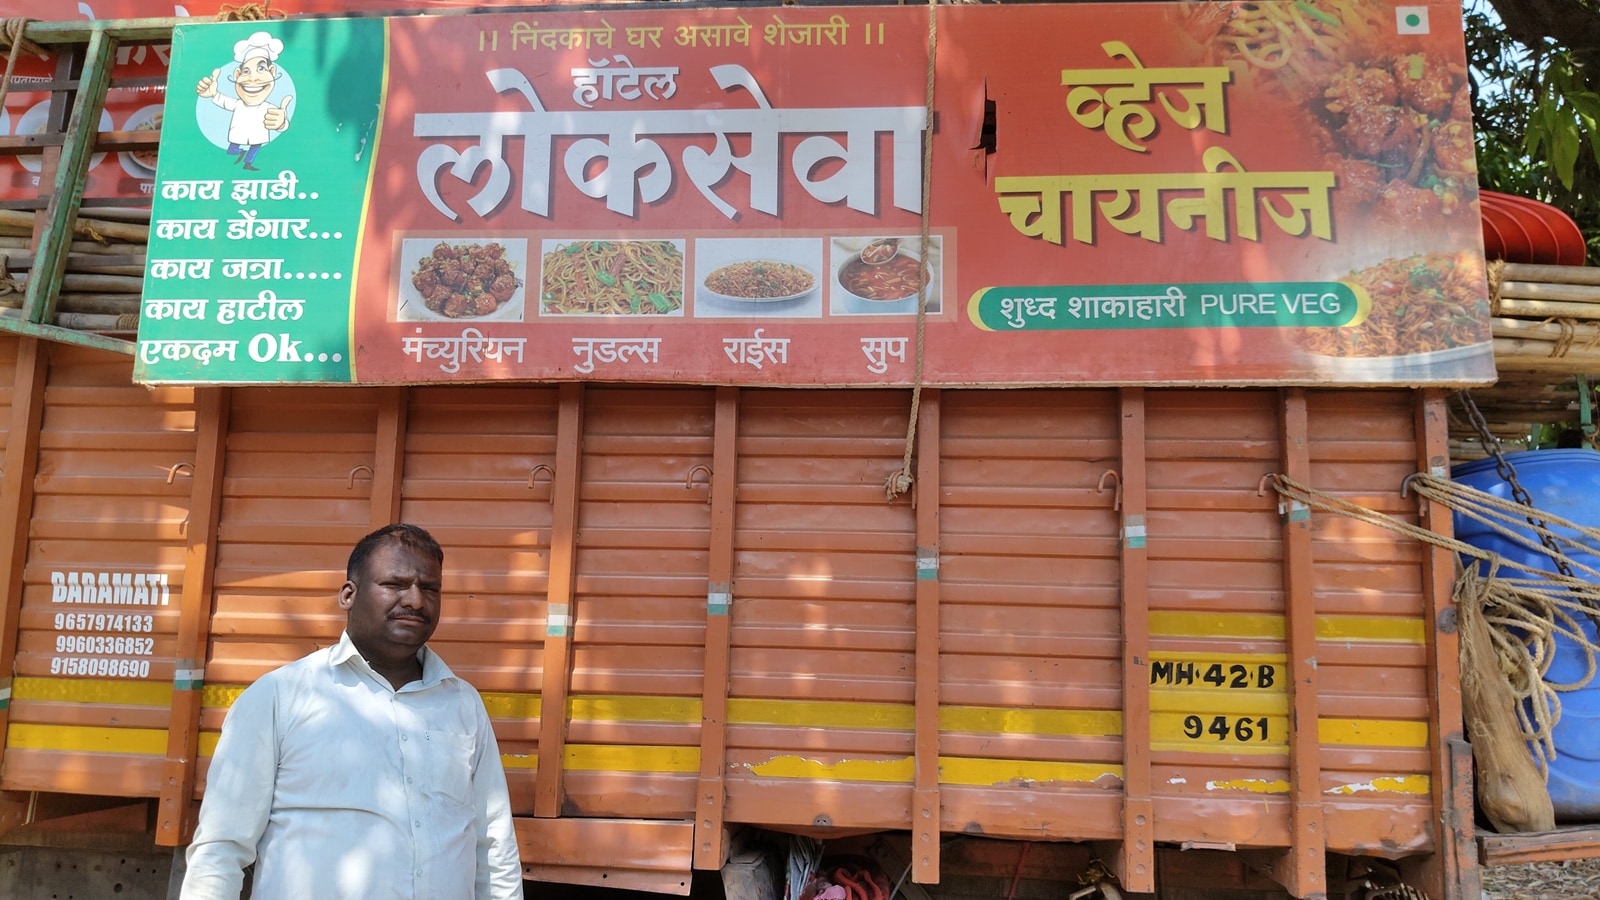 ।। निंदकाचे घर असावे शेजारी ।।
हॉटेल
लोकसेवा
व्हेज
चायनीज
शुध्द शाकाहारी PURE VEG
मंच्युरियन नुडल्स राईस सुप
काय झाडी..
काय डोंगार...
काय जत्रा.....
काय हाटील
एकदम Ok...
BARAMATI
9657974133
9960336852
9158098690
MH·42·B
9461